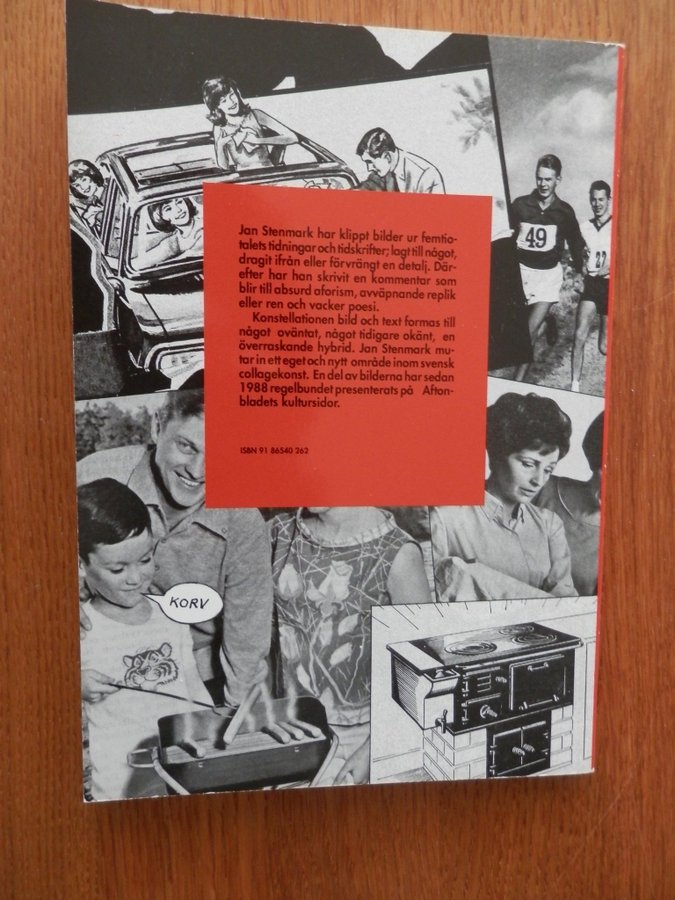 49
27
Jan Stenmark har klippt bilder ur femtio-
talets tidningar och tidskrifter; lagt till något,
dragit ifrån eller förvrängt en detalj. Där-
efter har han skrivit en kommentar som
blir till absurd aforism, avväpnande replik
eller ren och vacker poesi.
Konstellationen bild och text formas till
något oväntat, något tidigare okänt, en
överraskande hybrid. Jan Stenmark mu-
tar in ett eget och nytt område inom svensk
collagekonst. En del av bilderna har sedan
1988 regelbundet presenterats på Afton-
bladets kultursidor.
ISBN 91 86540 262
KORV